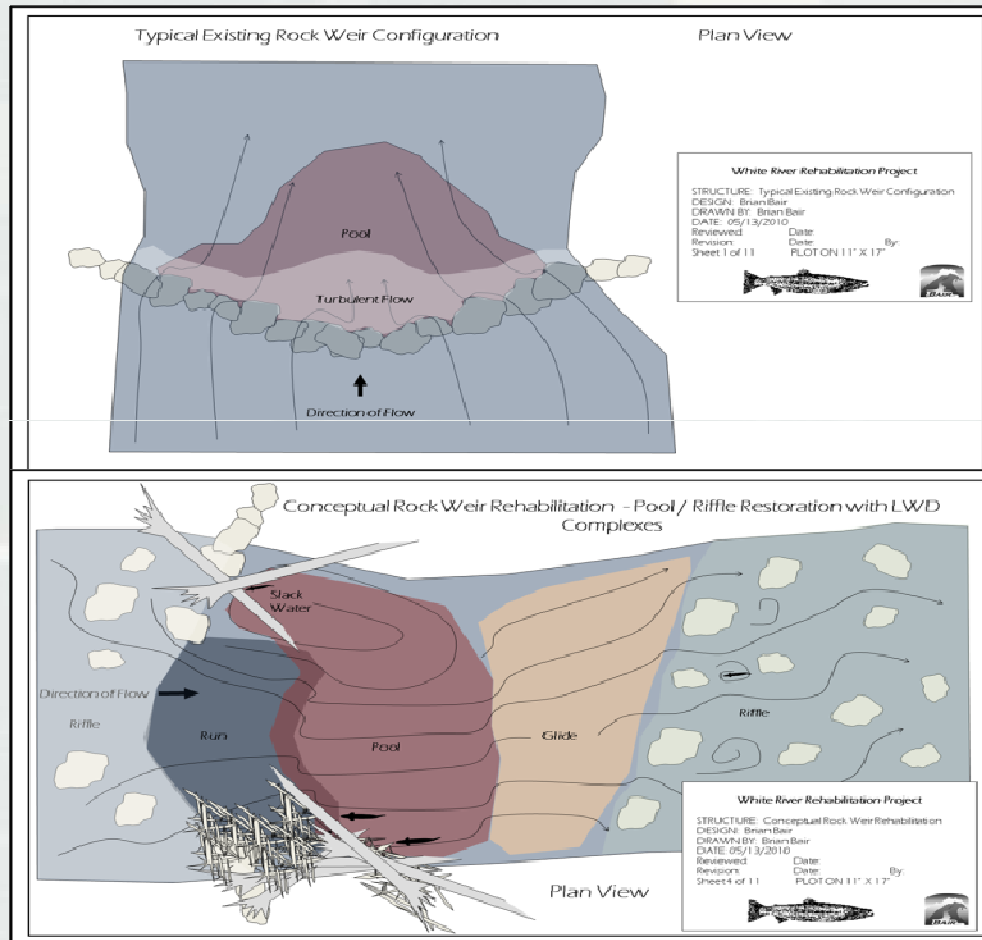 Typical Existing Rock Weir Configuration
Plan View
Pool
Turbulent Flow
Direction of Flow
White River Rehabilitation Project
STRUCTURE: Typical Existing Rock Weir Configuration
DESIGN: Brian Bair
DRAWN BY: Brian Bair
DATE: 05/13/2010
Reviewed: Date:
Revision: Date: By:
Sheet 1 of 11 PLOT ON 11" X 17"
BAIR
Conceptual Rock Weir Rehabilitation - Pool / Riffle Restoration with LWD
Complexes
Slack
Water
Direction of Flow
Riffle
Run
Pool
Glide
Riffle
Plan View
White River Rehabilitation Project
STRUCTURE: Conceptual Rock Weir Rehabilitation
DESIGN: Brian Bair
DRAWN BY: Brian Bair
DATE 05/13/2010
Reviewed: Date:
Revision: Date: By:
Sheet 4 of 11 PLOT ON 11" X 17"
BAIR